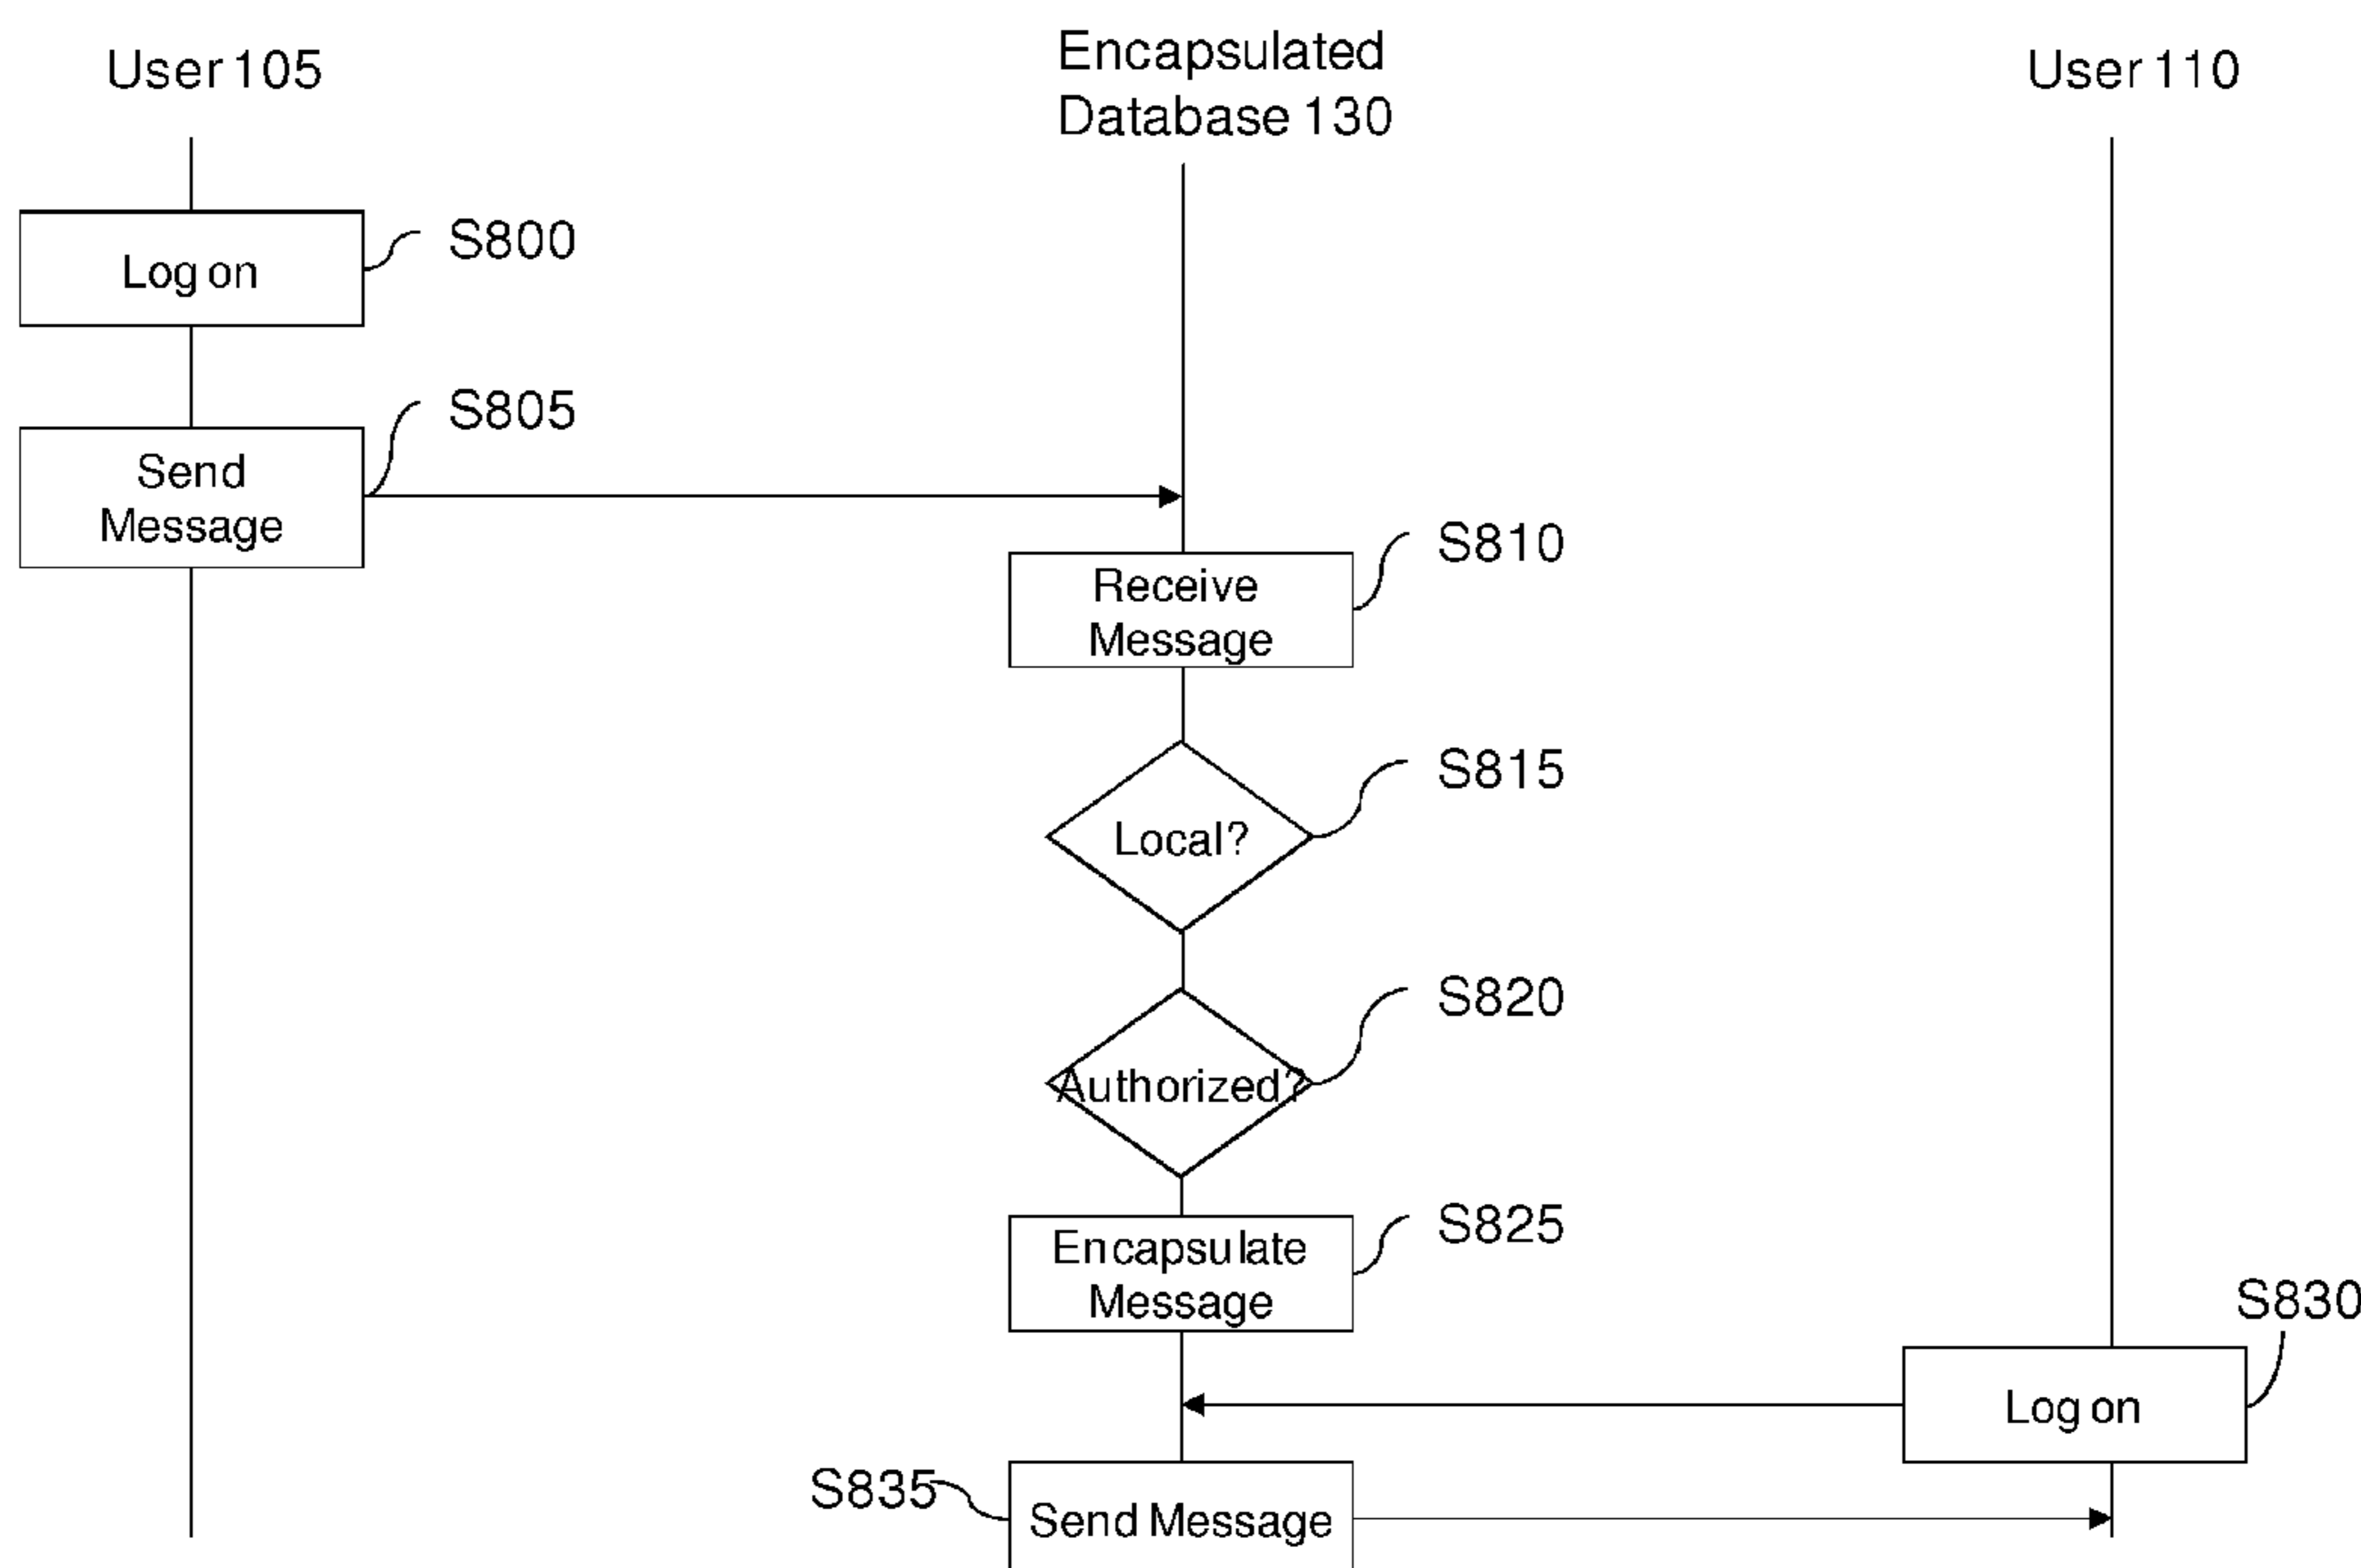 User 105
Encapsulated
Database 130
User 110
Log on
S800
Send
Message
S805
Receive
Message
S810
Local?
S815
Authorized?
S820
Encapsulate
Message
S825
S830
Log on
S835
Send Message